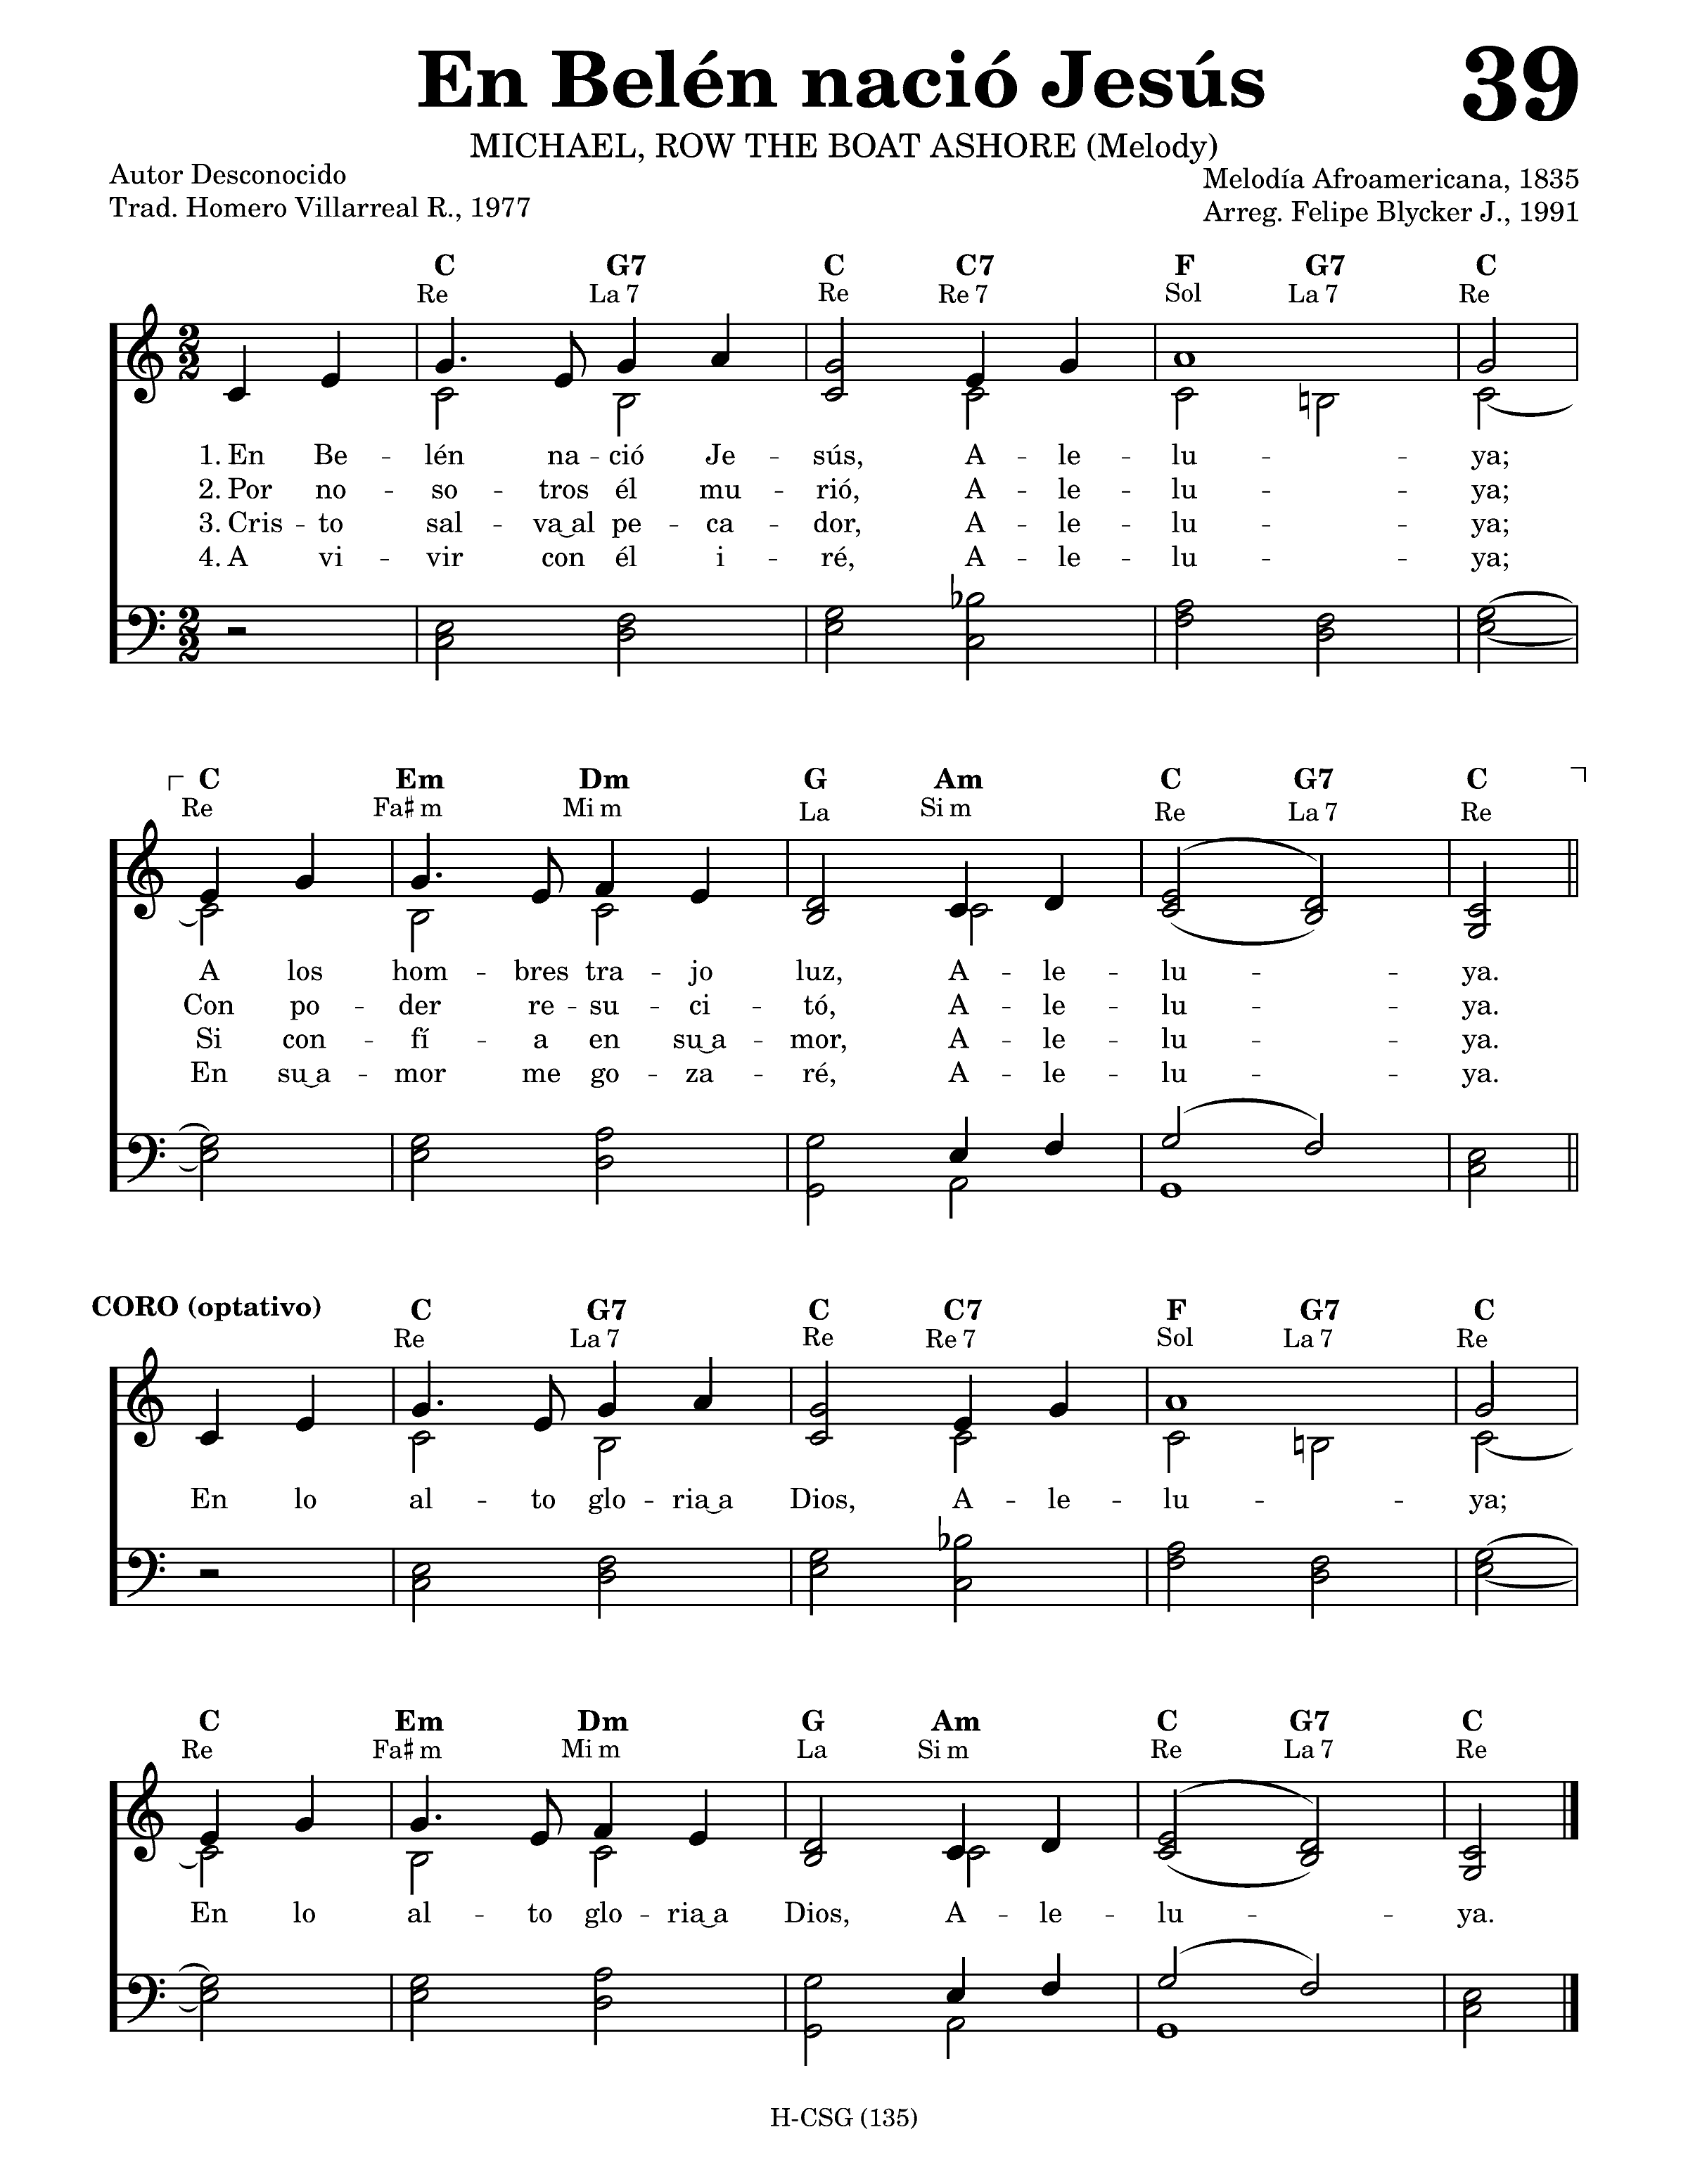 En Belén nació Jesús
39
MICHAEL, ROW THE BOAT ASHORE (Melody)
Autor Desconocido
Trad. Homero Villarreal R., 1977
Melodía Afroamericana, 1835
Arreg. Felipe Blycker J., 1991
C G7 C C7 F G7 C
Re La 7 Re Re 7 Sol La 7 Re
1. En Be - lén na - ció Je - sús, A - le - lu - ya;
2. Por no - so - tros él mu - rió, A - le - lu - ya;
3. Cris - to sal - va‿al pe - ca - dor, A - le - lu - ya;
4. A vi - vir con él i - ré, A - le - lu - ya;
C Em Dm G Am C G7 C
Re Fa♯ m Mi m La Si m Re La 7 Re
A los hom - bres tra - jo luz, A - le - lu - ya.
Con po - der re - su - ci - tó, A - le - lu - ya.
Si con - fí - a en su‿a - mor, A - le - lu - ya.
En su‿a - mor me go - za - ré, A - le - lu - ya.
CORO (optativo)
C G7 C C7 F G7 C
Re La 7 Re Re 7 Sol La 7 Re
En lo al - to glo - ria‿a Dios, A - le - lu - ya;
C Em Dm G Am C G7 C
Re Fa♯ m Mi m La Si m Re La 7 Re
En lo al - to glo - ria‿a Dios, A - le - lu - ya.
H-CSG (135)